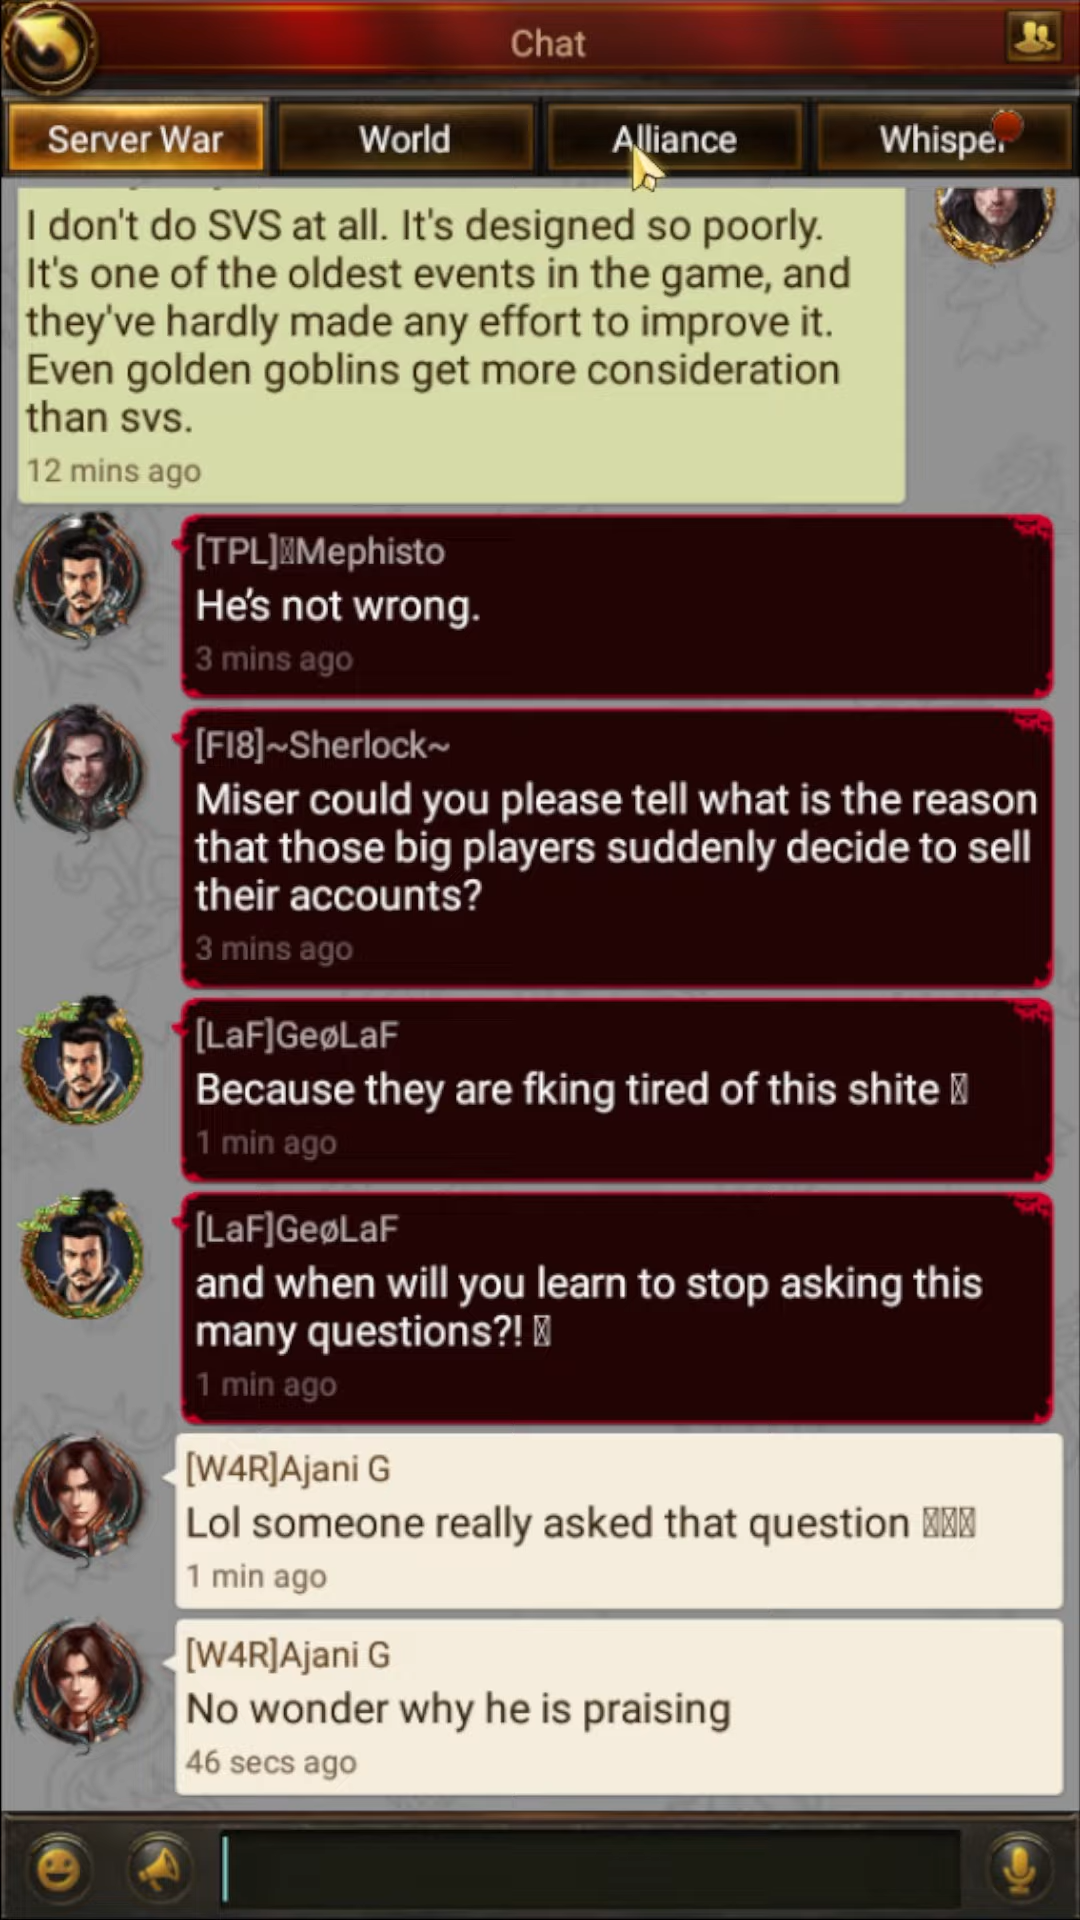 Chat
Server War
World
Alliance
Whisper
I don't do SVS at all. It's designed so poorly.
It's one of the oldest events in the game, and
they've hardly made any effort to improve it.
Even golden goblins get more consideration
than svs.
12 mins ago
[TPL]Mephisto
He's not wrong.
3 mins ago
[FI8]~Sherlock~
Miser could you please tell what is the reason
that those big players suddenly decide to sell
their accounts?
3 mins ago
[LaF]GeøLaF
Because they are fking tired of this shite
1 min ago
[LaF]GeøLaF
and when will you learn to stop asking this
many questions?!
1 min ago
[W4R]Ajani G
Lol someone really asked that question
1 min ago
[W4R]Ajani G
No wonder why he is praising
46 secs ago